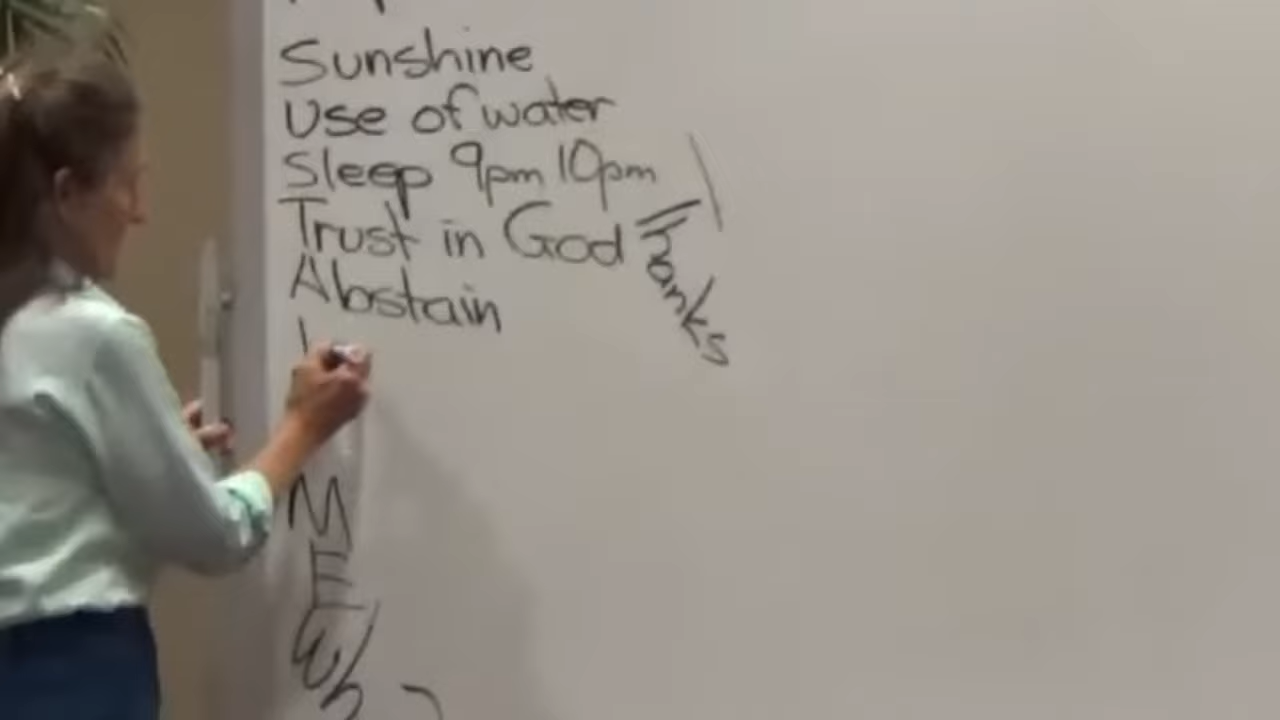 Sunshine
Use of water
Sleep 9pm 10pm
Trust in God Thanks
Abstain
I
M
E